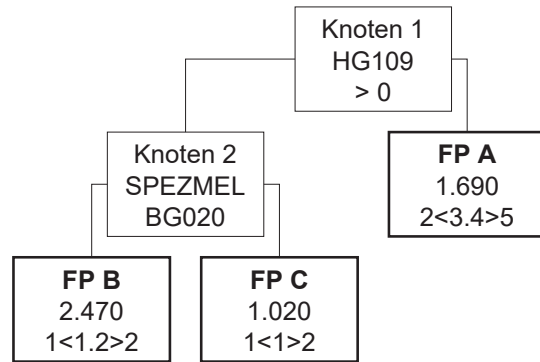 Knoten 1
HG109
> 0
Knoten 2
SPEZMEL
BG020
FP A
1.690
2<3.4>5
FP B
2.470
1<1.2>2
FP C
1.020
1<1>2